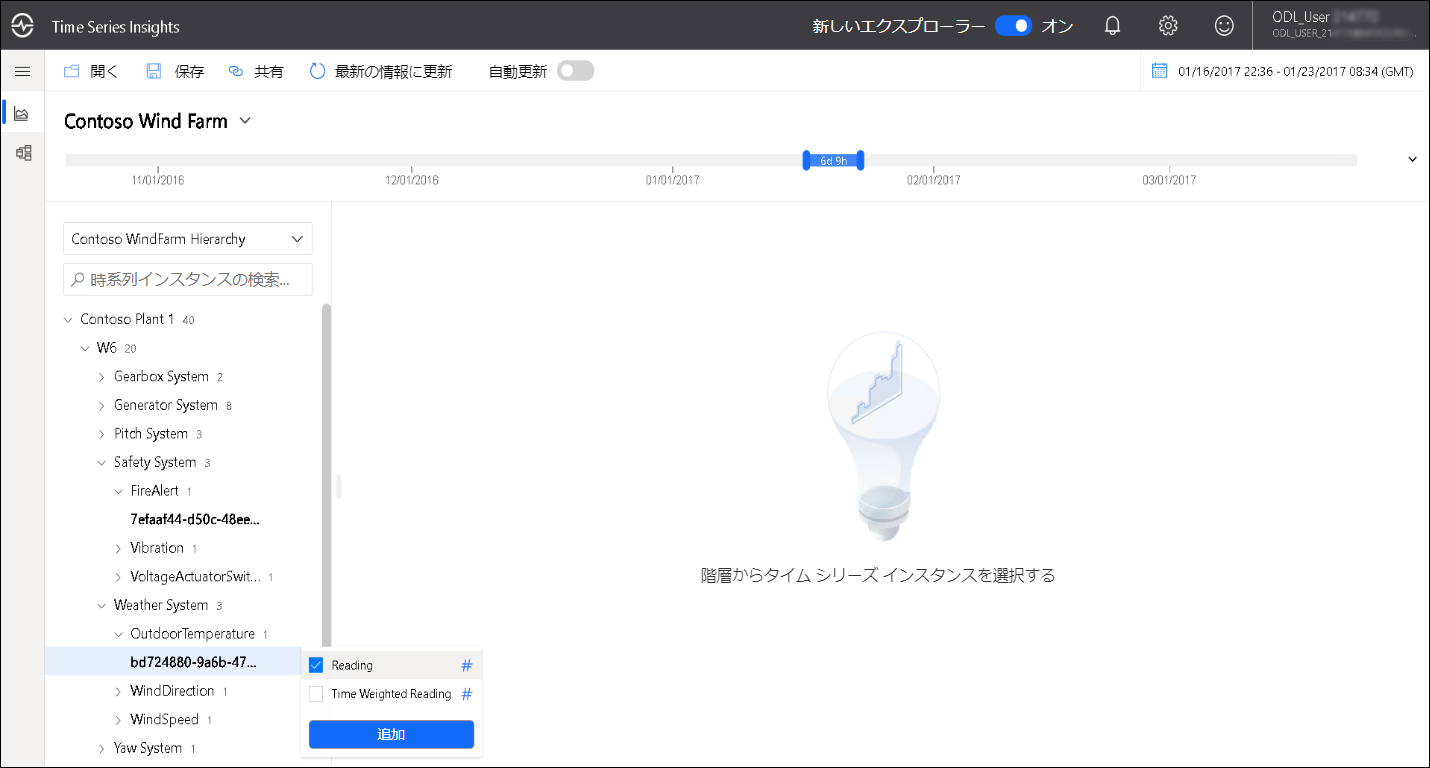 Time Series Insights
新しいエクスプローラー オン
ODL_User
ODL_USER_21
開く 保存 共有 最新の情報に更新 自動更新
01/16/2017 22:36 - 01/23/2017 08:34 (GMT)
Contoso Wind Farm
6d 9h
11/01/2016 12/01/2016 01/01/2017 02/01/2017 03/01/2017
Contoso WindFarm Hierarchy
時系列インスタンスの検索...
Contoso Plant 1 40
W6 20
Gearbox System 2
Generator System 8
Pitch System 3
Safety System 3
FireAlert 1
7efaaf44-d50c-48ee...
Vibration 1
VoltageActuatorSwit... 1
Weather System 3
OutdoorTemperature 1
bd724880-9a6b-47...
WindDirection 1
WindSpeed 1
Yaw System 1
Reading #
Time Weighted Reading #
追加
階層からタイム シリーズ インスタンスを選択する